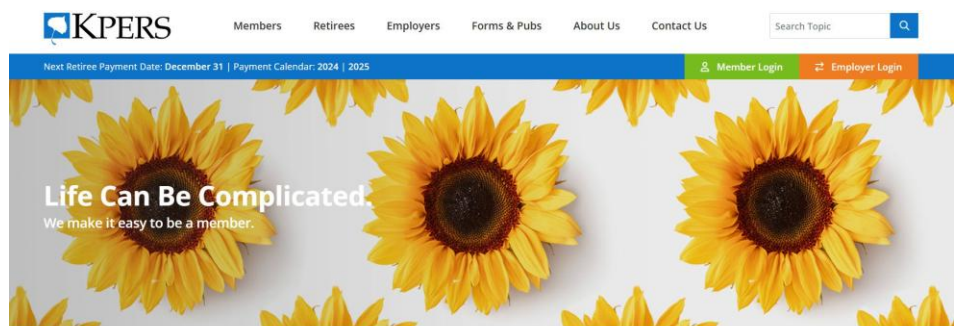 KPERS
Members Retirees Employers Forms & Pubs About Us Contact Us
Search Topic
Next Retiree Payment Date: December 31 | Payment Calendar: 2024 | 2025
Member Login
Employer Login
Life Can Be Complicated.
We make it easy to be a member.